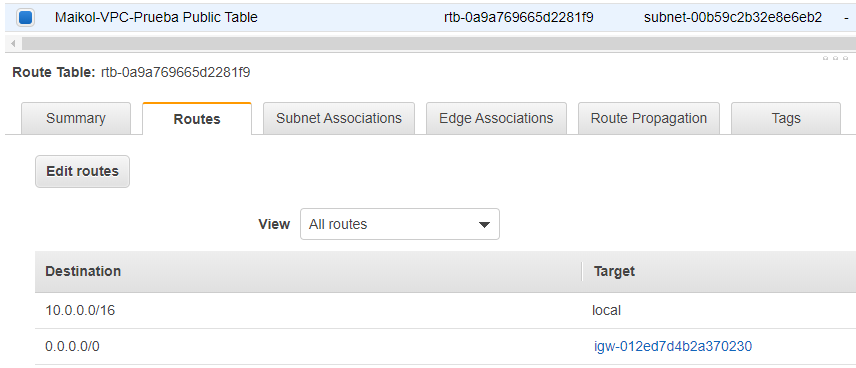 Maikol-VPC-Prueba Public Table rtb-0a9a769665d2281f9 subnet-00b59c2b32e8e6eb2 -
Route Table: rtb-0a9a769665d2281f9
Summary Routes Subnet Associations Edge Associations Route Propagation Tags
Edit routes
View All routes
Destination Target
10.0.0.0/16 local
0.0.0.0/0 igw-012ed7d4b2a370230